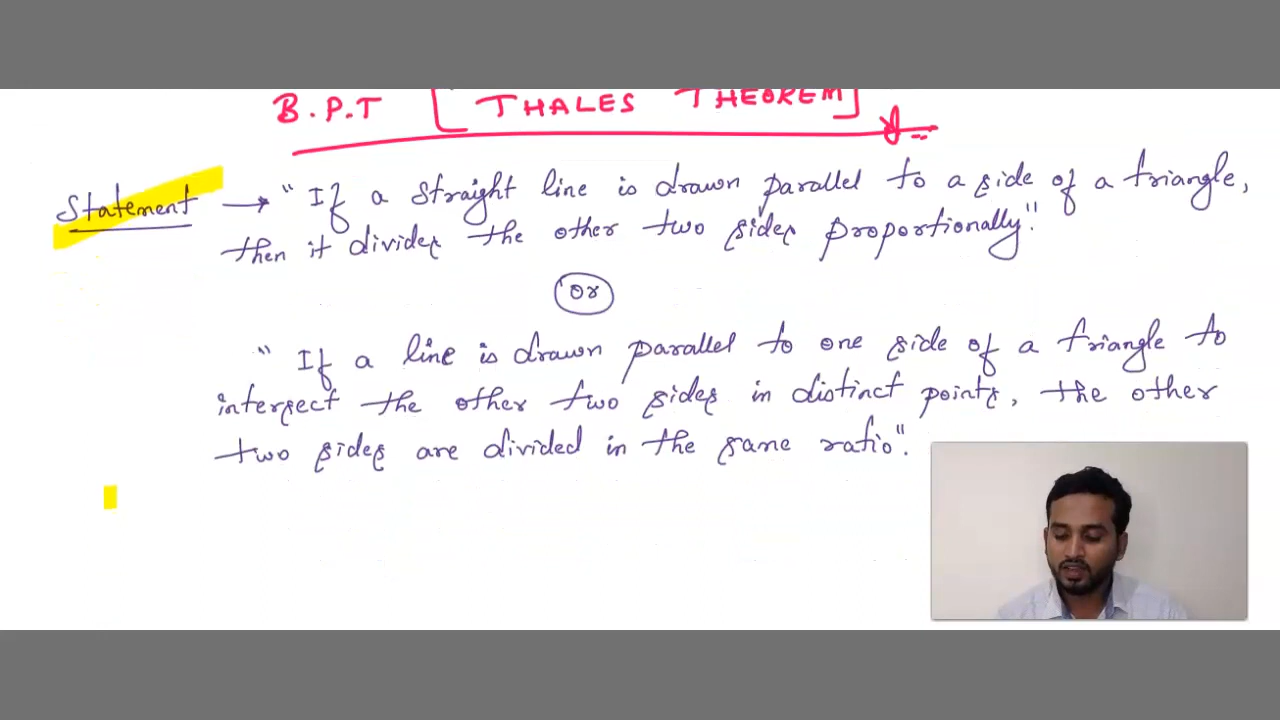 B.P.T [THALES THEOREM]
Statement → "If a straight line is drawn parallel to a side of a triangle,
then it divides the other two sides proportionally".
Or
" If a line is drawn parallel to one side of a triangle to
intersect the other two sides in distinct points, the other
two sides are divided in the same ratio".